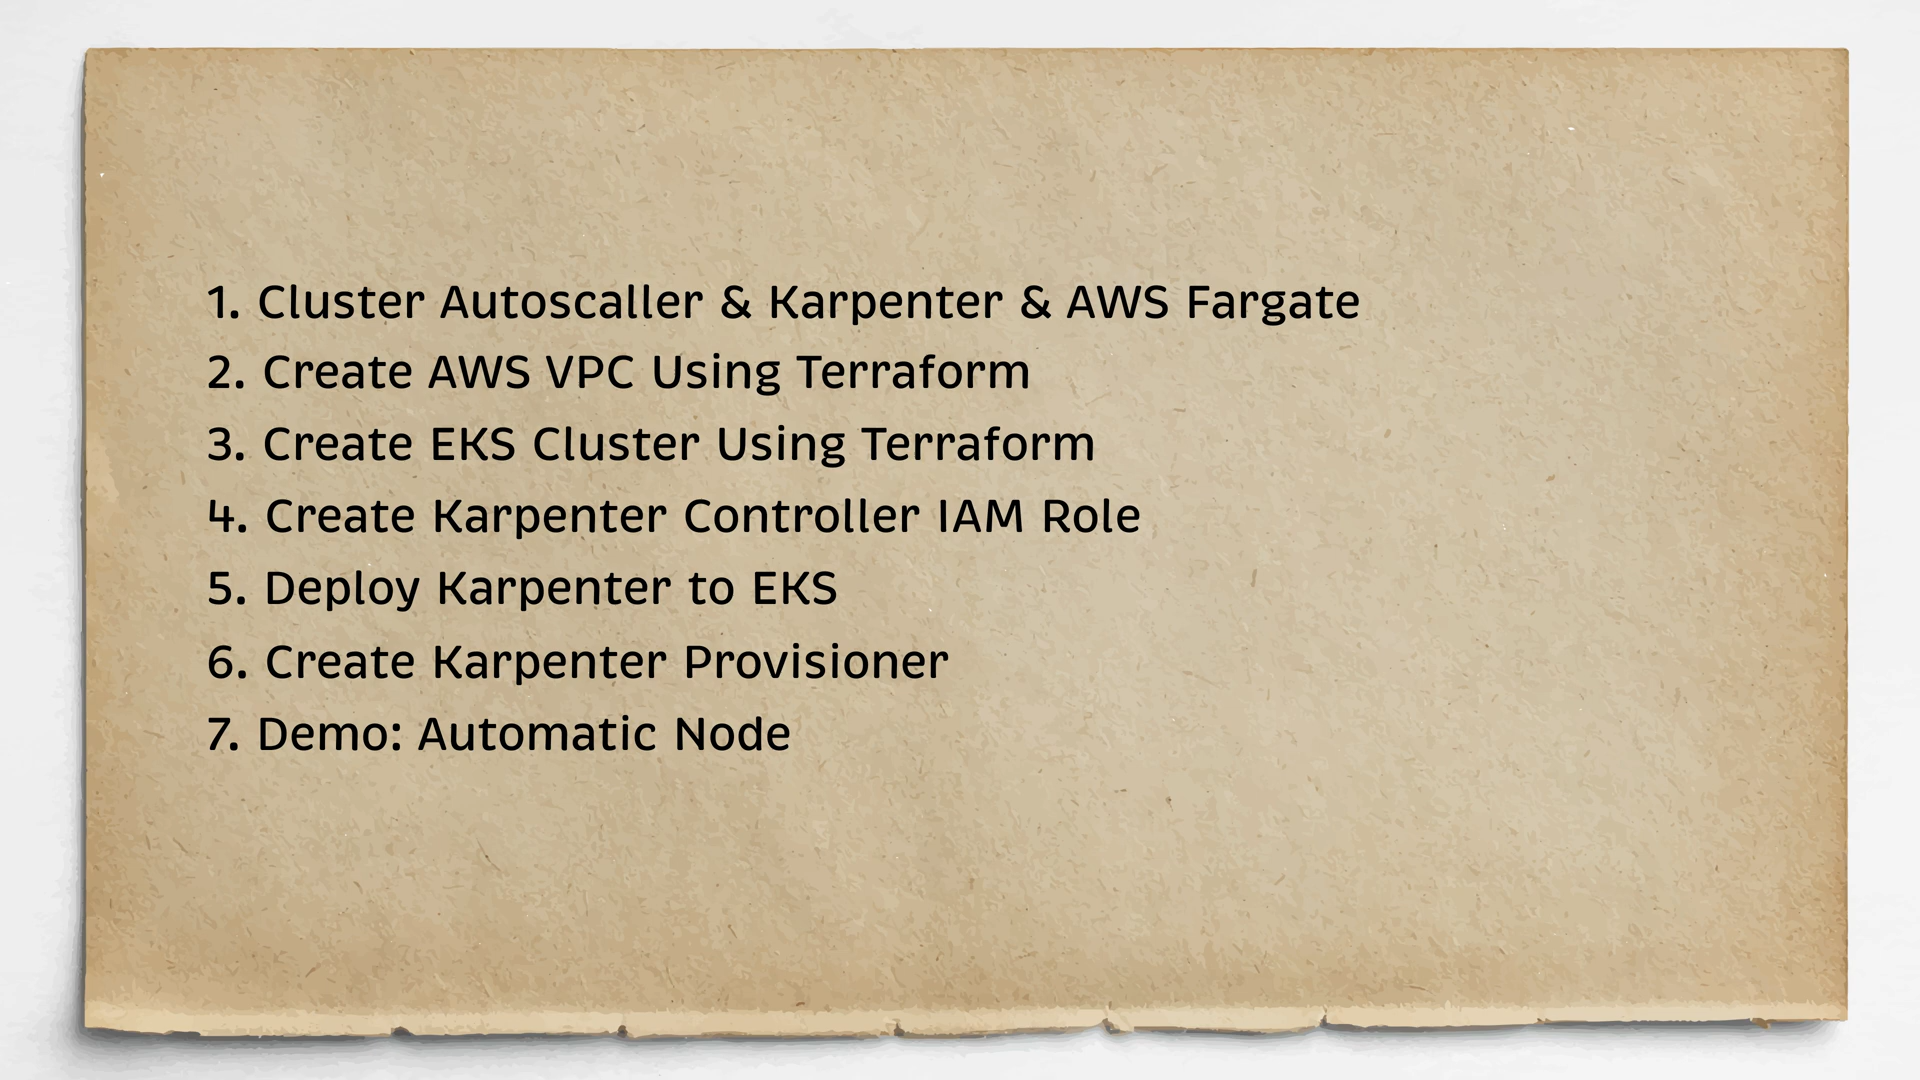 1. Cluster Autoscaller & Karpenter & AWS Fargate
2. Create AWS VPC Using Terraform
3. Create EKS Cluster Using Terraform
4. Create Karpenter Controller IAM Role
5. Deploy Karpenter to EKS
6. Create Karpenter Provisioner
7. Demo: Automatic Node